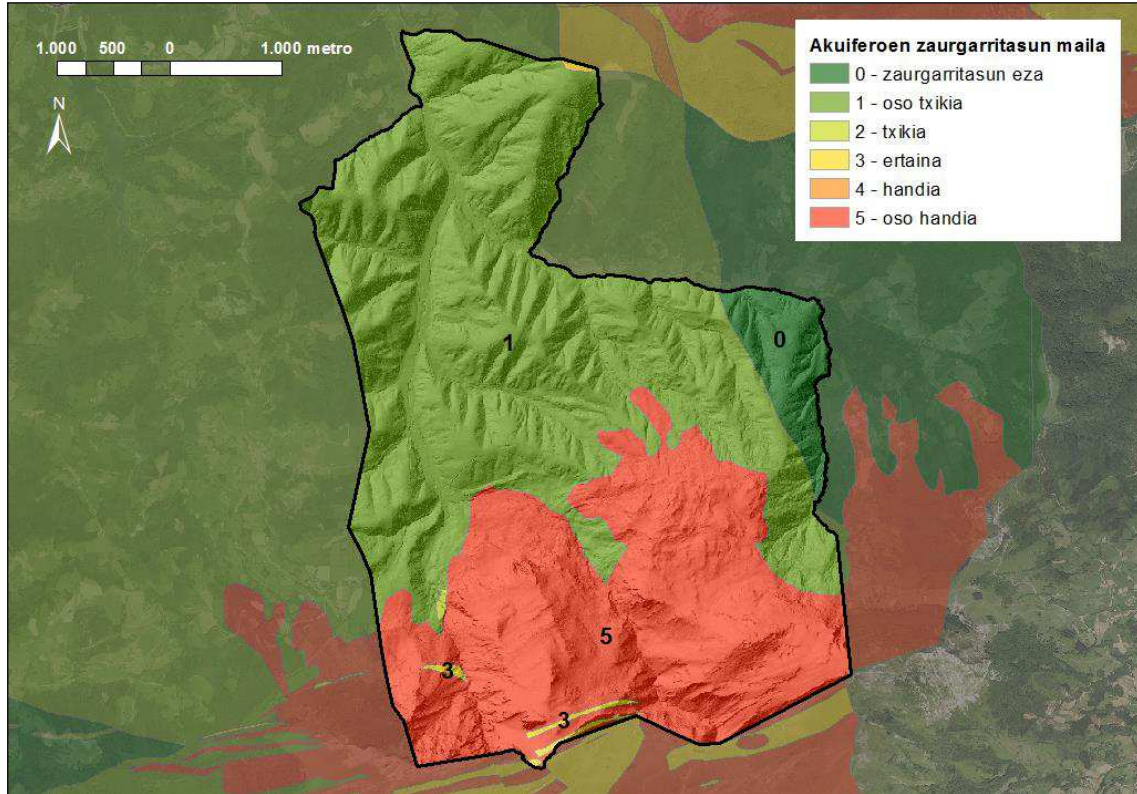 1.000 500 0 1.000 metro
N
Akuiferoen zaurgarritasun maila
0 - zaurgarritasun eza
1 - oso txikia
2 - txikia
3 - ertaina
4 - handia
5 - oso handia
0
1
5
3
3